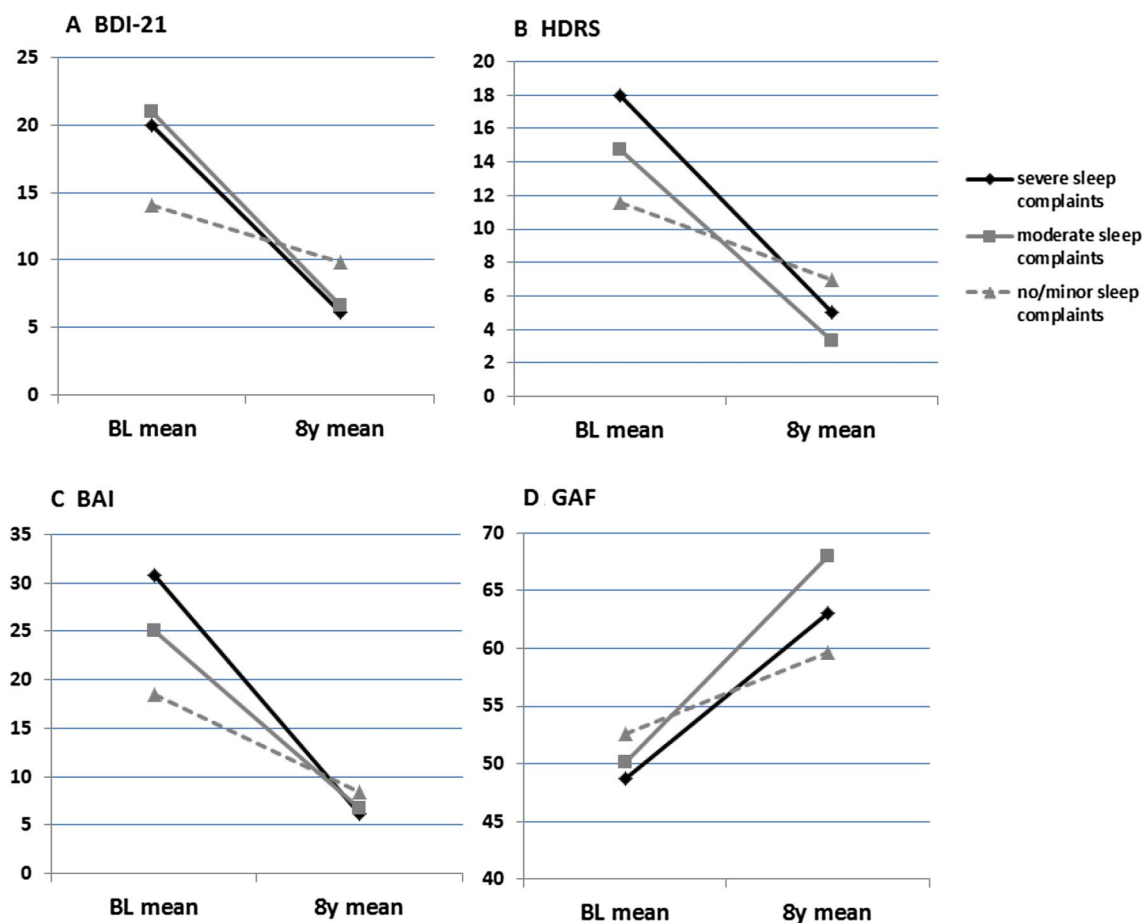 A BDI-21
25
20
15
10
5
0
BL mean 8y mean
B HDRS
20
18
16
14
12
10
8
6
4
2
0
BL mean 8y mean
severe sleep
complaints
moderate sleep
complaints
no/minor sleep
complaints
C BAI
35
30
25
20
15
10
5
0
BL mean 8y mean
D GAF
70
65
60
55
50
45
40
BL mean 8y mean